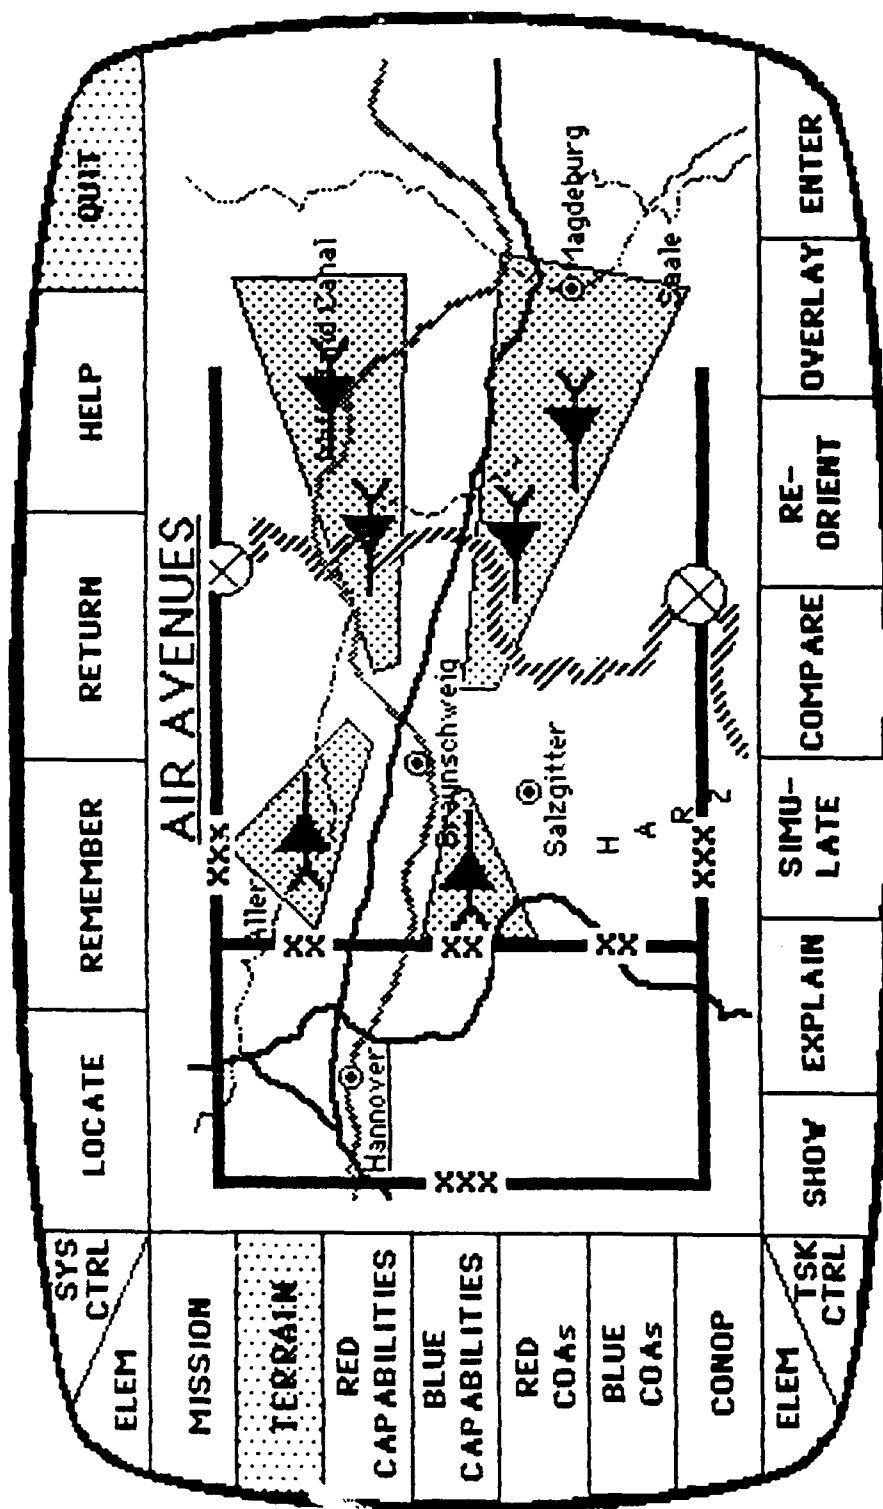 SYS
CTRL
ELEM
LOCATE
REMEMBER
RETURN
HELP
QUIT
MISSION
TERRAIN
RED
CAPABILITIES
BLUE
CAPABILITIES
RED
COAs
BLUE
COAs
CONOP
AIR AVENUES
XXX
Aller
Canal
XX
Hannover
Braunschweig
XXX
XX
Salzgitter
Magdeburg
H
A
R
Z
XX
Saale
XXX
ELEM
TSK
CTRL
SHOW
EXPLAIN
SIMU-
LATE
COMPARE
RE-
ORIENT
OVERLAY
ENTER